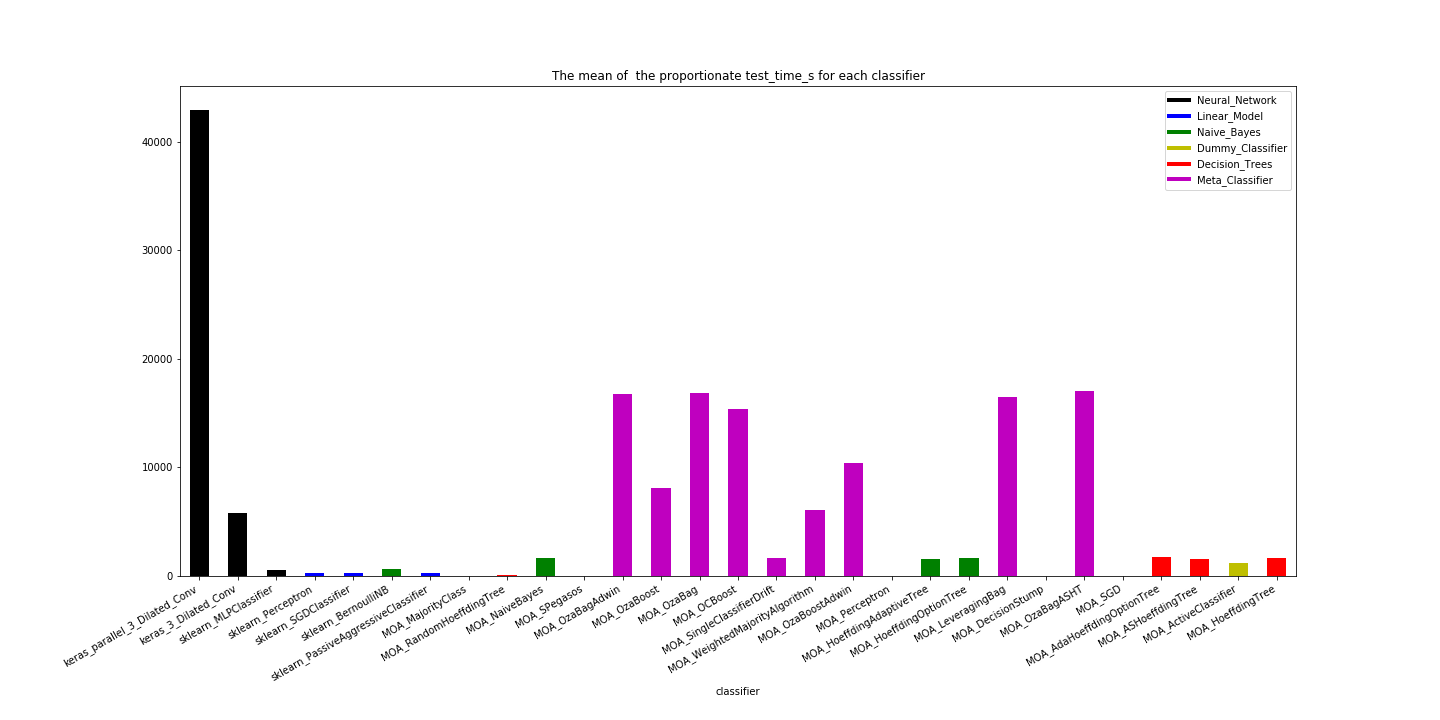 The mean of  the proportionate test_time_s for each classifier
Neural_Network
Linear_Model
Naive_Bayes
Dummy_Classifier
Decision_Trees
Meta_Classifier
40000
30000
20000
10000
0
keras_parallel_3_Dilated_Conv
keras_3_Dilated_Conv
sklearn_MLPClassifier
sklearn_Perceptron
sklearn_SGDClassifier
sklearn_BernoulliNB
sklearn_PassiveAggressiveClassifier
MOA_MajorityClass
MOA_RandomHoeffdingTree
MOA_NaiveBayes
MOA_SPegasos
MOA_OzaBagAdwin
MOA_OzaBoost
MOA_OzaBag
MOA_OCBoost
MOA_SingleClassifierDrift
MOA_WeightedMajorityAlgorithm
MOA_OzaBoostAdwin
MOA_Perceptron
MOA_HoeffdingAdaptiveTree
MOA_HoeffdingOptionTree
MOA_LeveragingBag
MOA_DecisionStump
MOA_OzaBagASHT
MOA_SGD
MOA_AdaHoeffdingOptionTree
MOA_ASHoeffdingTree
MOA_ActiveClassifier
MOA_HoeffdingTree
classifier